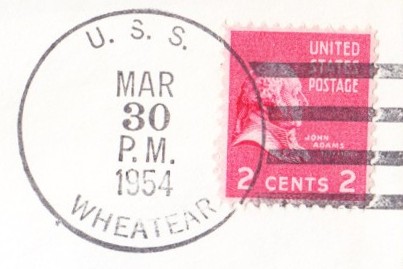 U. S. S.
MAR
30
P.M.
1954
WHEATEAR
UNITED
STATES
POSTAGE
JOHN
ADAMS
2 CENTS 2